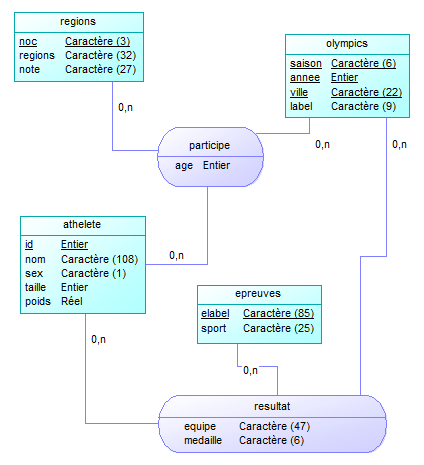 regions
noc Caractère (3)
regions Caractère (32)
note Caractère (27)
olympics
saison Caractère (6)
annee Entier
ville Caractère (22)
label Caractère (9)
0,n
0,n
0,n
participe
age Entier
athelete
id Entier
nom Caractère (108)
sex Caractère (1)
taille Entier
poids Réel
0,n
epreuves
elabel Caractère (85)
sport Caractère (25)
0,n
0,n
resultat
equipe Caractère (47)
medaille Caractère (6)